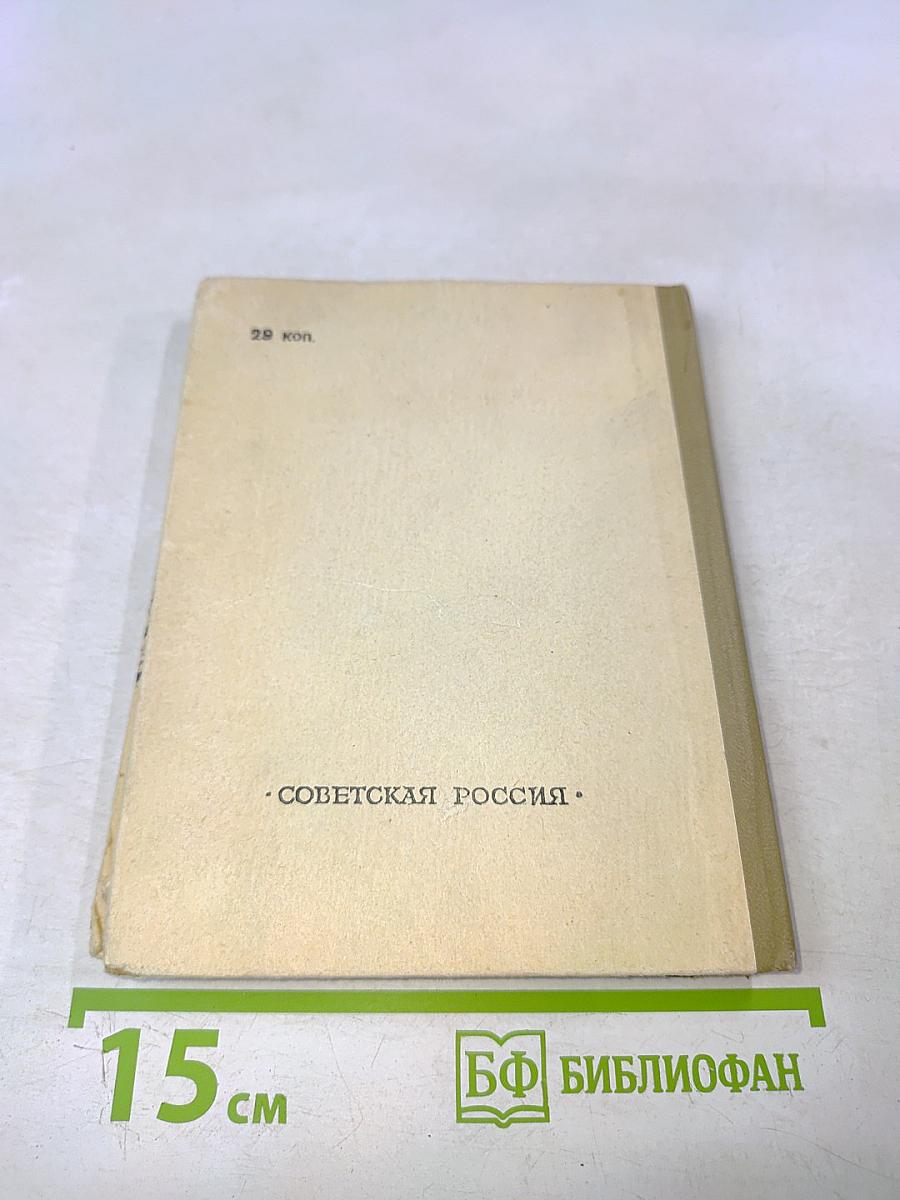 29 коп.
· СОВЕТСКАЯ РОССИЯ ·
15 см
БФ БИБЛИОФАН